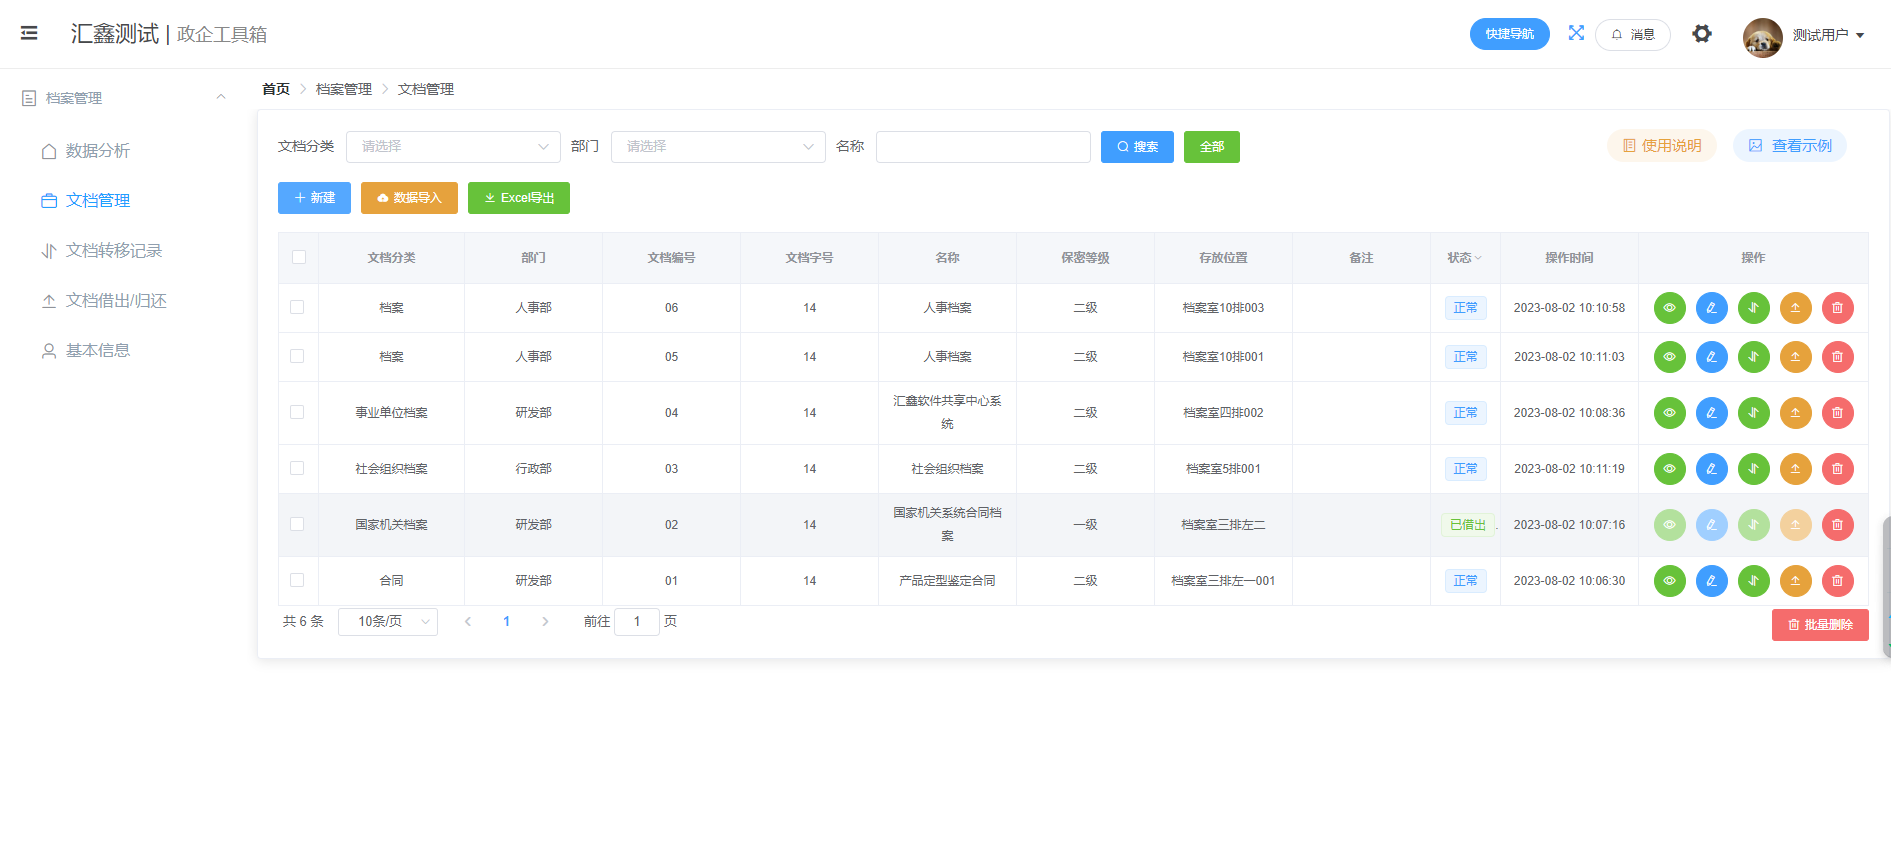 汇鑫测试 | 政企工具箱
快捷导航
消息
测试用户
档案管理
数据分析
文档管理
文档转移记录
文档借出/归还
基本信息
首页 档案管理 文档管理
文档分类 请选择 部门 请选择 名称 搜索 全部 使用说明 查看示例
新建 数据导入 Excel导出
文档分类 部门 文档编号 文档字号 名称 保密等级 存放位置 备注 状态 操作时间 操作
档案 人事部 06 14 人事档案 二级 档案室10排003 正常 2023-08-02 10:10:58
档案 人事部 05 14 人事档案 二级 档案室10排001 正常 2023-08-02 10:11:03
事业单位档案 研发部 04 14 汇鑫软件共享中心系
统 二级 档案室四排002 正常 2023-08-02 10:08:36
社会组织档案 行政部 03 14 社会组织档案 二级 档案室5排001 正常 2023-08-02 10:11:19
国家机关档案 研发部 02 14 国家机关系统合同档
案 一级 档案室三排左二 已借出 2023-08-02 10:07:16
合同 研发部 01 14 产品定型鉴定合同 二级 档案室三排左一001 正常 2023-08-02 10:06:30
共 6 条 10条/页 1 前往 1 页
批量删除